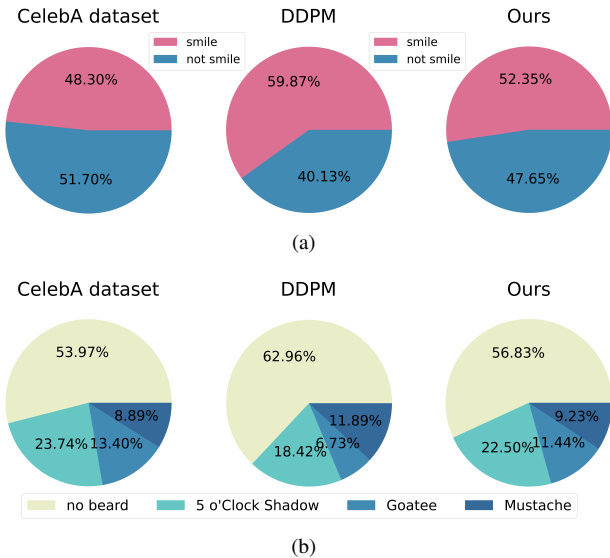 CelebA dataset
DDPM
Ours
smile
not smile
smile
not smile
48.30%
59.87%
52.35%
51.70%
40.13%
47.65%
(a)
CelebA dataset
DDPM
Ours
53.97%
62.96%
56.83%
8.89%
11.89%
9.23%
23.74%
13.40%
18.42%
6.73%
22.50%
11.44%
no beard
5 o'Clock Shadow
Goatee
Mustache
(b)